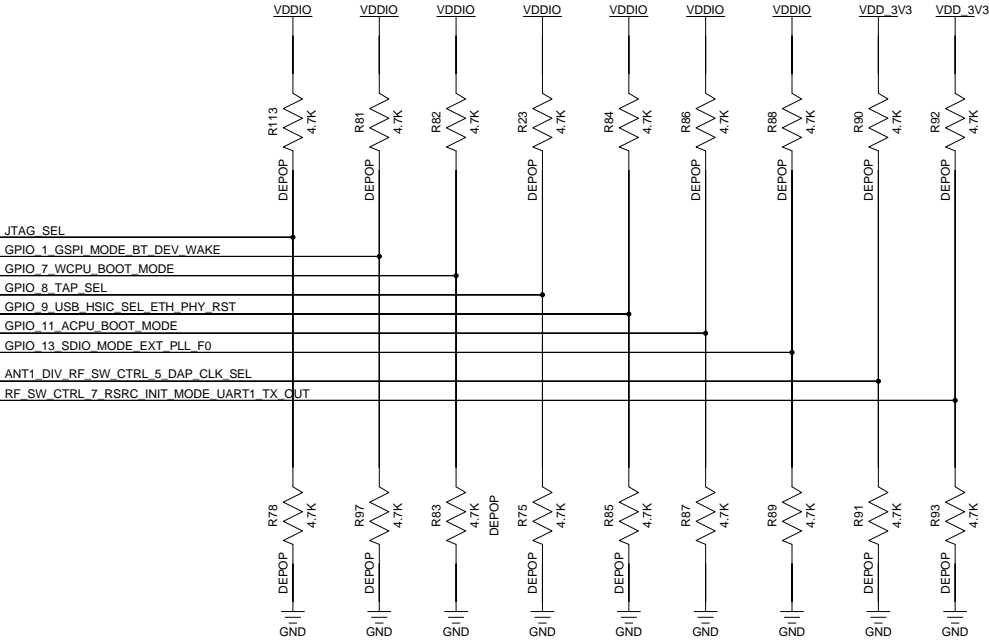 VDDIO VDDIO VDDIO VDDIO VDDIO VDDIO VDDIO VDD_3V3 VDD_3V3
R113 4.7K R81 4.7K R82 4.7K R23 4.7K R84 4.7K R86 4.7K R88 4.7K R90 4.7K R92 4.7K
DEPOP DEPOP DEPOP DEPOP DEPOP DEPOP DEPOP
JTAG_SEL
GPIO_1_GSPI_MODE_BT_DEV_WAKE
GPIO_7_WCPU_BOOT_MODE
GPIO_8_TAP_SEL
GPIO_9_USB_HSIC_SEL_ETH_PHY_RST
GPIO_11_ACPU_BOOT_MODE
GPIO_13_SDIO_MODE_EXT_PLL_F0
ANT1_DIV_RF_SW_CTRL_5_DAP_CLK_SEL
RF_SW_CTRL_7_RSRC_INIT_MODE_UART1_TX_OUT
R78 4.7K R97 4.7K R83 4.7K DEPOP R75 4.7K R85 4.7K R87 4.7K R89 4.7K R91 4.7K R93 4.7K
DEPOP DEPOP DEPOP DEPOP DEPOP
GND GND GND GND GND GND GND GND GND